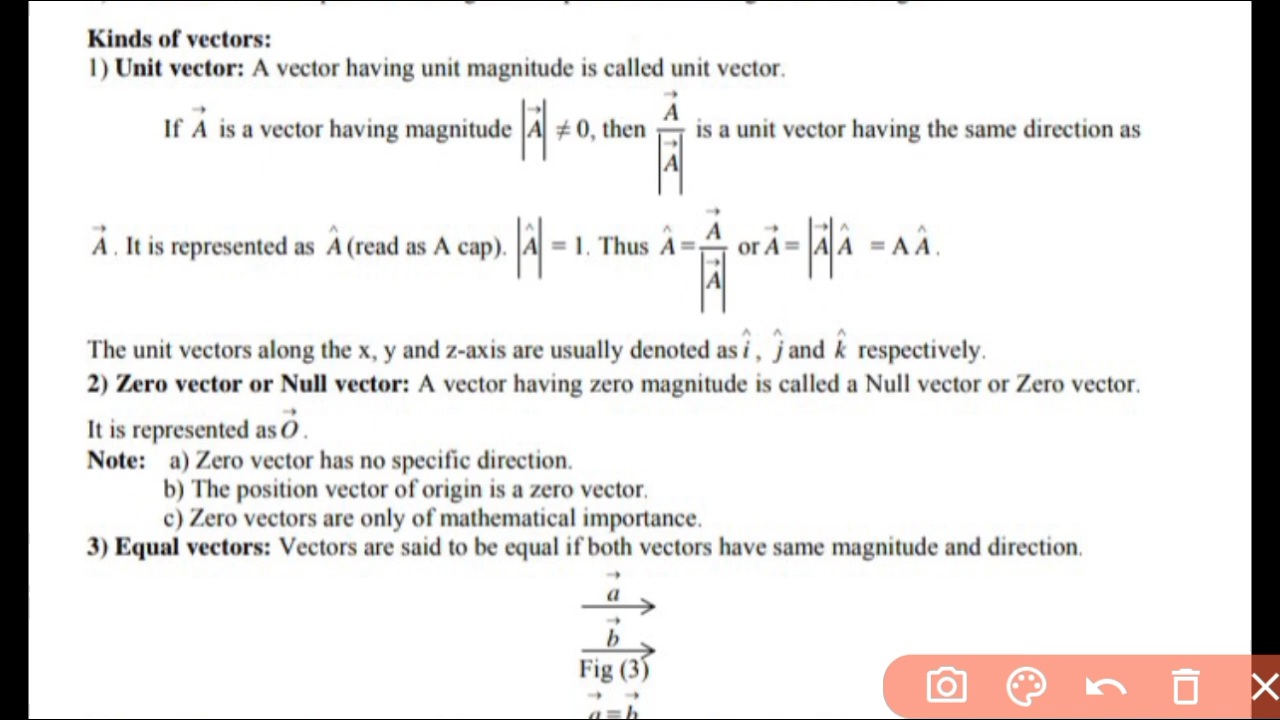 Kinds of vectors:
1) Unit vector: A vector having unit magnitude is called unit vector.
If A⃗ is a vector having magnitude |A⃗| ≠ 0, then A⃗/|A⃗| is a unit vector having the same direction as
A⃗ . It is represented as Â (read as A cap). |Â| = 1. Thus Â = A⃗/|A⃗| or A⃗ = |A⃗| Â = A Â .
The unit vectors along the x, y and z-axis are usually denoted as î , ĵ and k̂ respectively.
2) Zero vector or Null vector: A vector having zero magnitude is called a Null vector or Zero vector.
It is represented as O⃗ .
Note: a) Zero vector has no specific direction.
b) The position vector of origin is a zero vector.
c) Zero vectors are only of mathematical importance.
3) Equal vectors: Vectors are said to be equal if both vectors have same magnitude and direction.
a⃗
b⃗
Fig (3)
a⃗ = b⃗